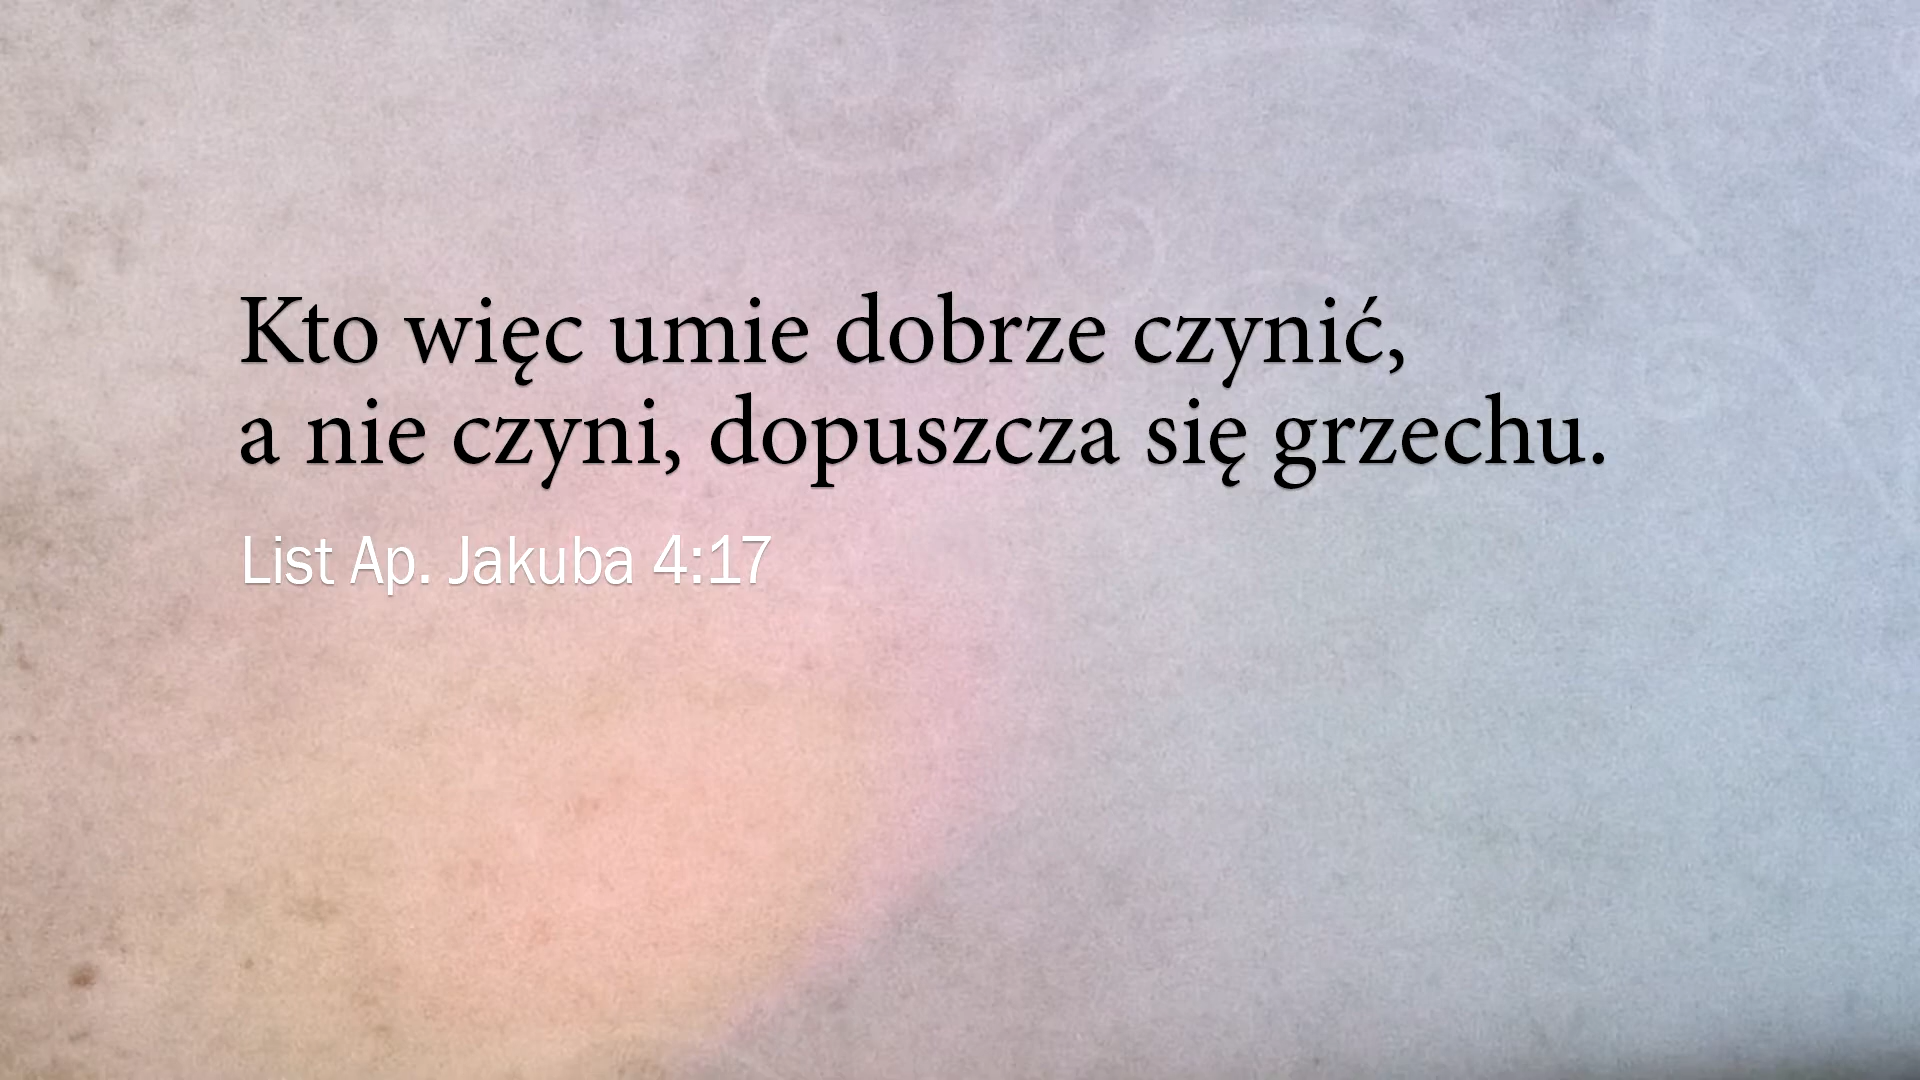 Kto więc umie dobrze czynić,
a nie czyni, dopuszcza się grzechu.
List Ap. Jakuba 4:17